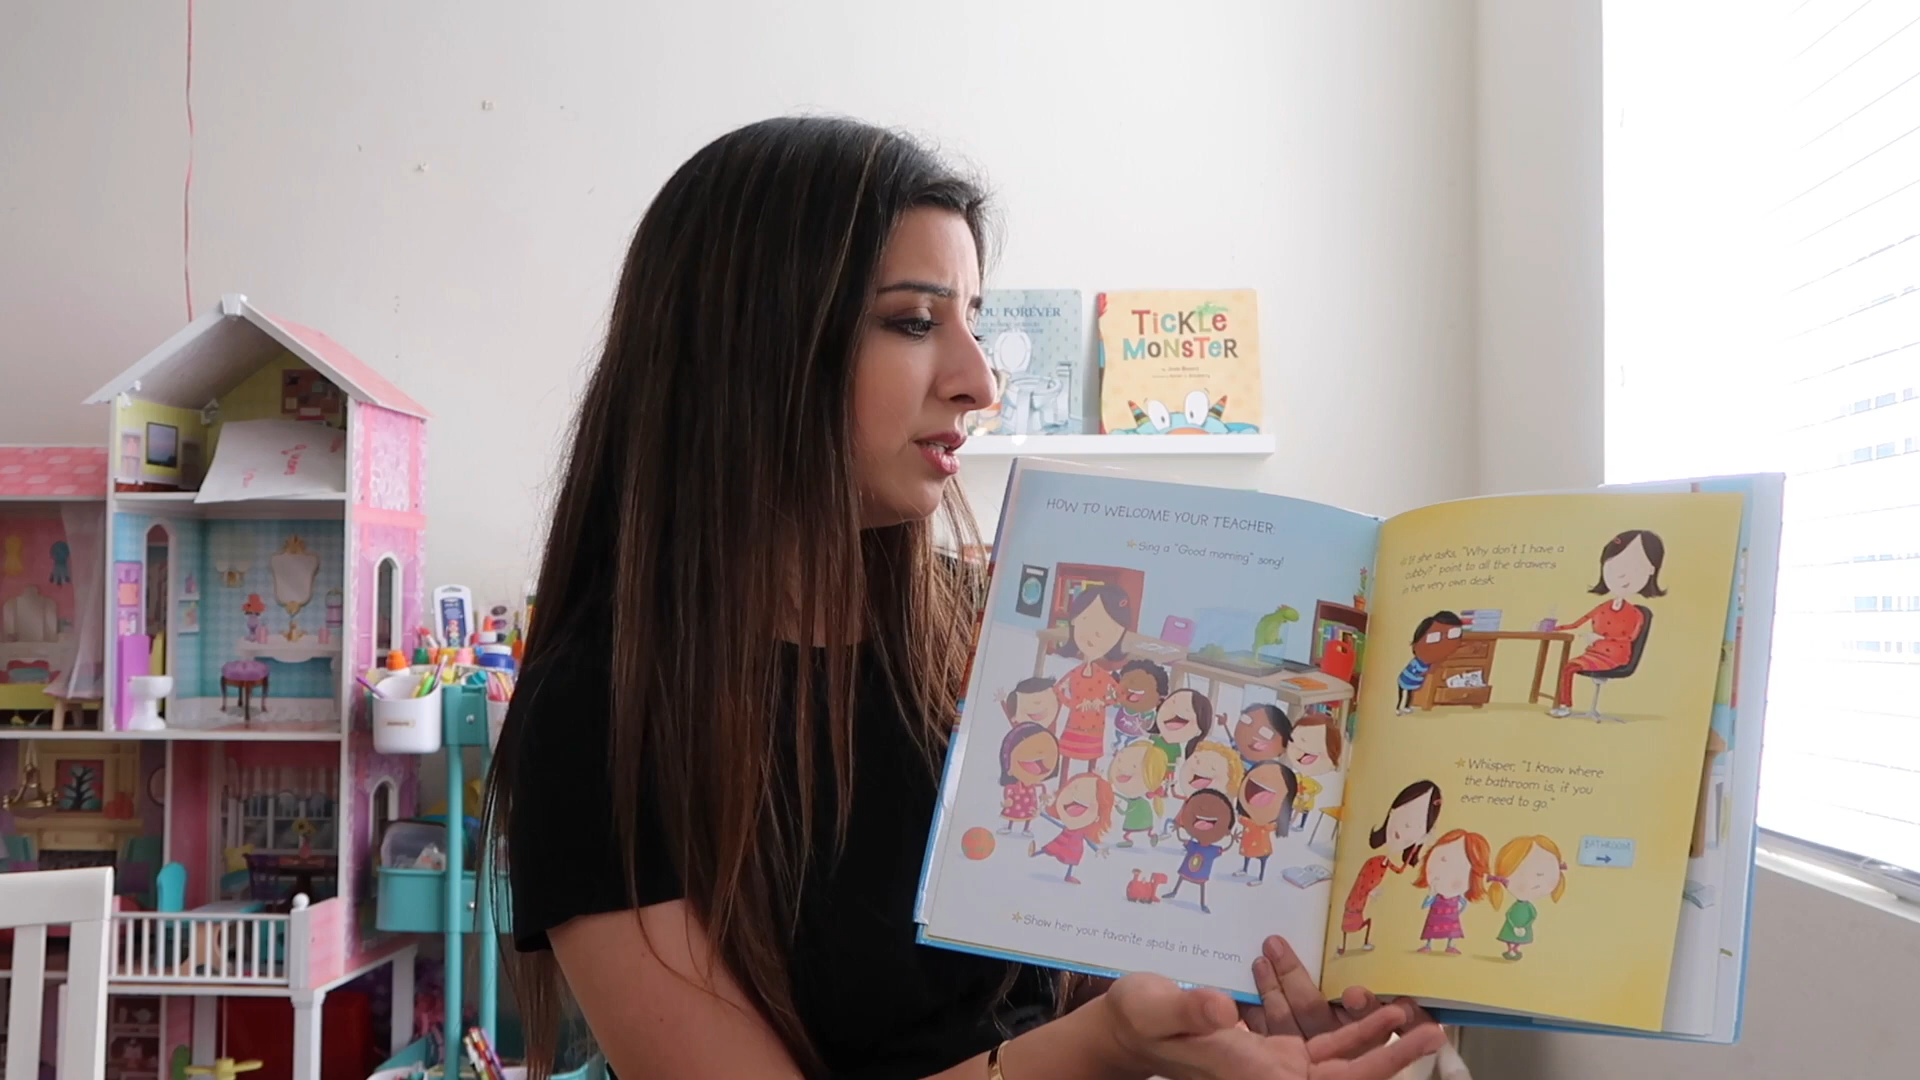 OU FOREVER
TICKLE
MONSTER
HOW TO WELCOME YOUR TEACHER:
Sing a "Good morning" song!
Show her your favorite spots in the room.
If she asks, "Why don't I have a
cubby?" point to all the drawers
in her very own desk.
Whisper, "I know where
the bathroom is, if you
ever need to go."
BATHROOM